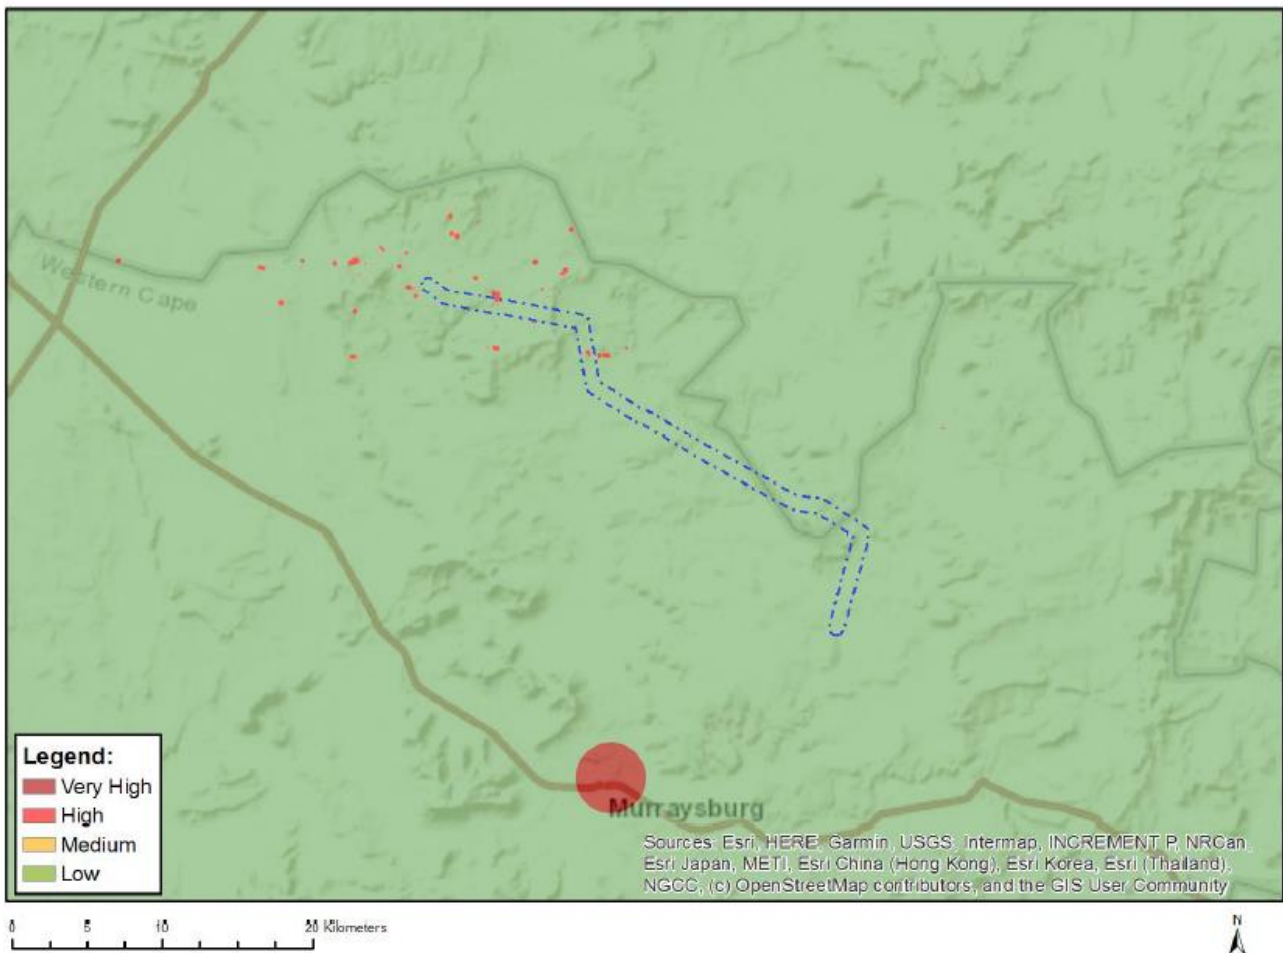 Western Cape
Murraysburg
Legend:
Very High
High
Medium
Low
Sources: Esri, HERE, Garmin, USGS, Intermap, INCREMENT P, NRCan,
Esri Japan, METI, Esri China (Hong Kong), Esri Korea, Esri (Thailand),
NGCC, (c) OpenStreetMap contributors, and the GIS User Community
0 5 10 20 Kilometers
N